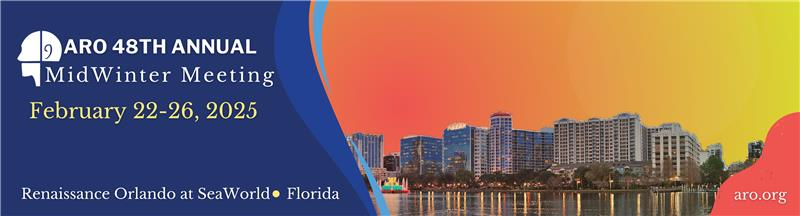 ARO 48TH ANNUAL
MidWinter Meeting
February 22-26, 2025
Renaissance Orlando at SeaWorld● Florida
aro.org